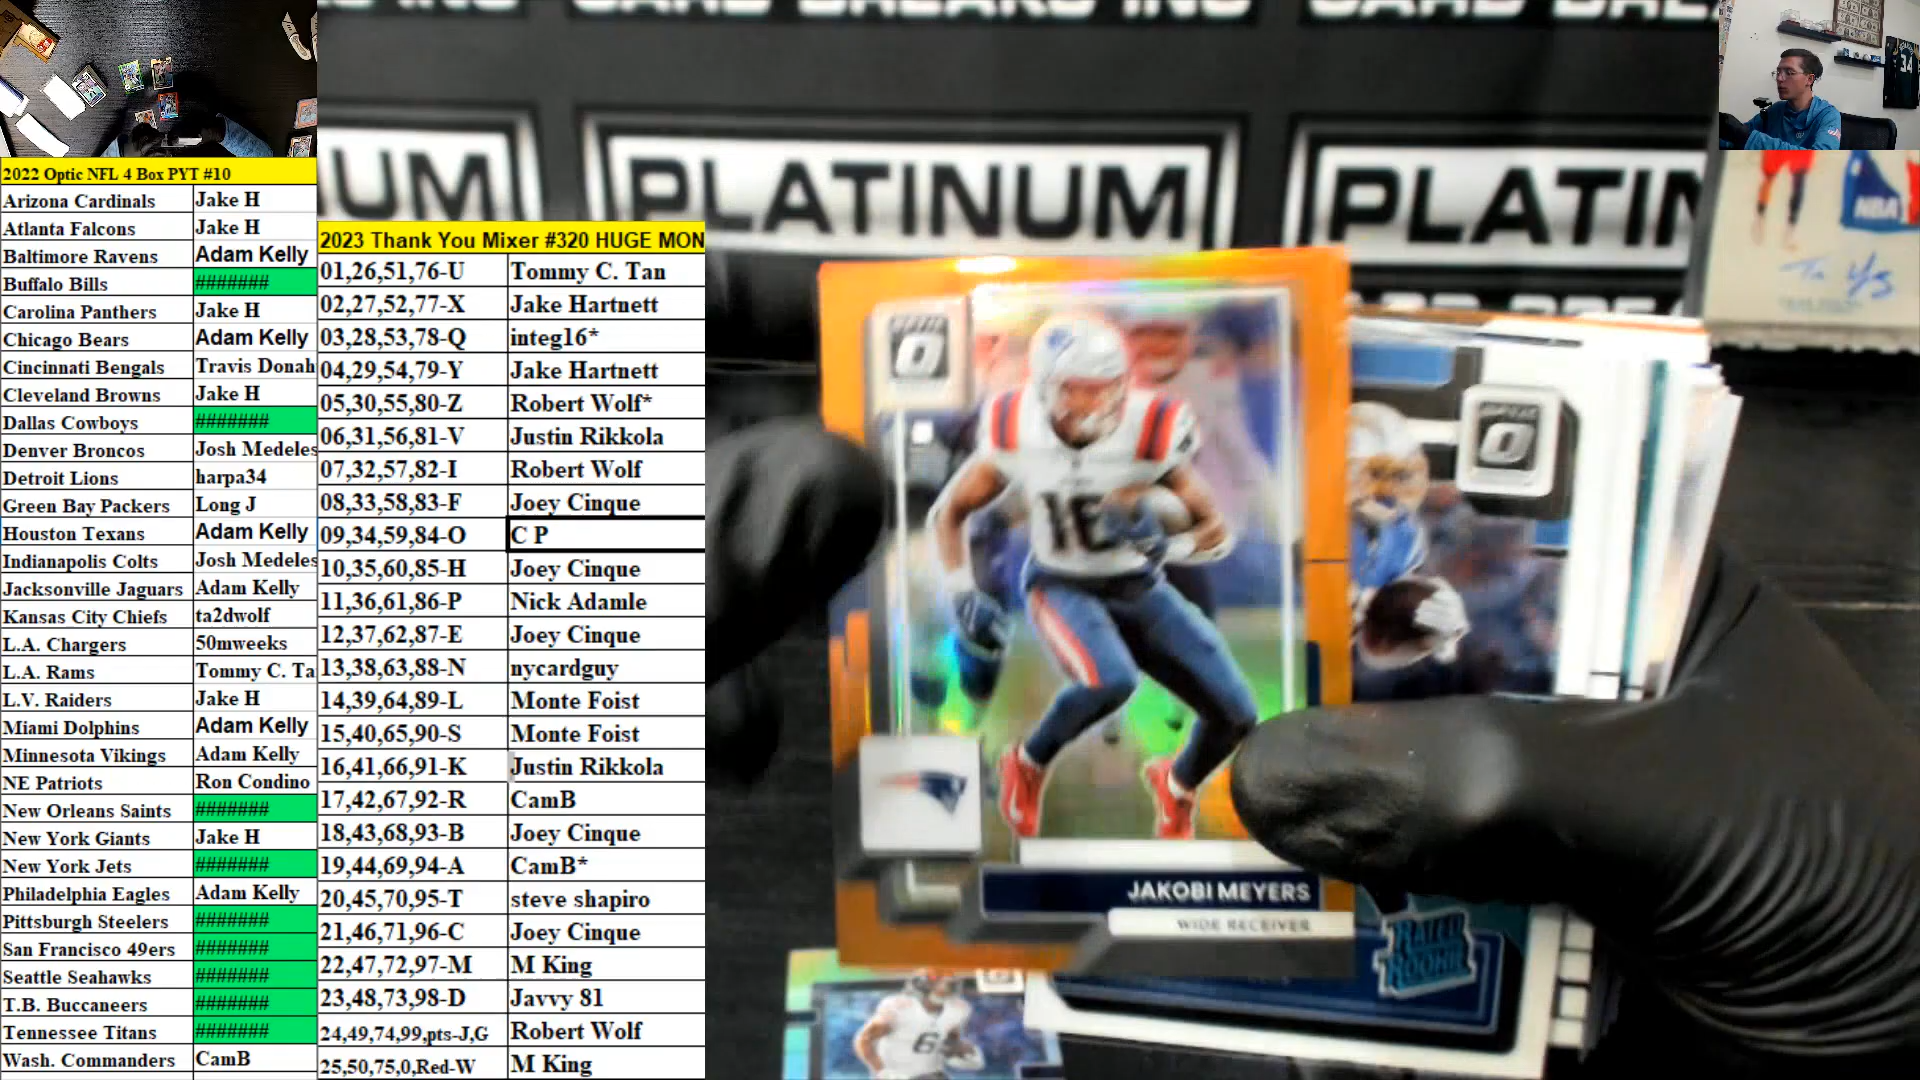 CARD BREAKS INC
UM
PLATINUM
PLATIN
34
NBA
2022 Optic NFL 4 Box PYT #10
Arizona Cardinals Jake H
Atlanta Falcons Jake H
Baltimore Ravens Adam Kelly
Buffalo Bills #######
Carolina Panthers Jake H
Chicago Bears Adam Kelly
Cincinnati Bengals Travis Donah
Cleveland Browns Jake H
Dallas Cowboys #######
Denver Broncos Josh Medeles
Detroit Lions harpa34
Green Bay Packers Long J
Houston Texans Adam Kelly
Indianapolis Colts Josh Medeles
Jacksonville Jaguars Adam Kelly
Kansas City Chiefs ta2dwolf
L.A. Chargers 50mweeks
L.A. Rams Tommy C. Ta
L.V. Raiders Jake H
Miami Dolphins Adam Kelly
Minnesota Vikings Adam Kelly
NE Patriots Ron Condino
New Orleans Saints #######
New York Giants Jake H
New York Jets #######
Philadelphia Eagles Adam Kelly
Pittsburgh Steelers #######
San Francisco 49ers #######
Seattle Seahawks #######
T.B. Buccaneers #######
Tennessee Titans #######
Wash. Commanders CamB
2023 Thank You Mixer #320 HUGE MON
01,26,51,76-U Tommy C. Tan
02,27,52,77-X Jake Hartnett
03,28,53,78-Q integ16*
04,29,54,79-Y Jake Hartnett
05,30,55,80-Z Robert Wolf*
06,31,56,81-V Justin Rikkola
07,32,57,82-I Robert Wolf
08,33,58,83-F Joey Cinque
09,34,59,84-O C P
10,35,60,85-H Joey Cinque
11,36,61,86-P Nick Adamle
12,37,62,87-E Joey Cinque
13,38,63,88-N nycardguy
14,39,64,89-L Monte Foist
15,40,65,90-S Monte Foist
16,41,66,91-K Justin Rikkola
17,42,67,92-R CamB
18,43,68,93-B Joey Cinque
19,44,69,94-A CamB*
20,45,70,95-T steve shapiro
21,46,71,96-C Joey Cinque
22,47,72,97-M M King
23,48,73,98-D Javvy 81
24,49,74,99,pts-J,G Robert Wolf
25,50,75,0,Red-W M King
16
JAKOBI MEYERS
WIDE RECEIVER
RATED
ROOKIE
6